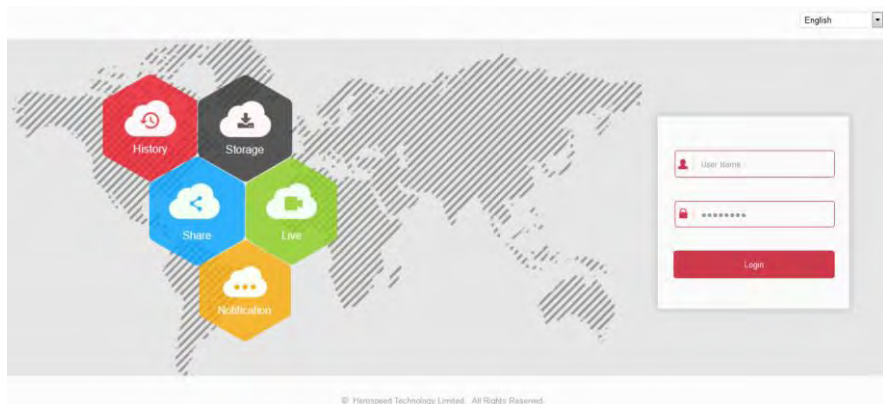 English
History
Storage
Share
Live
Notification
User Name
Login
© Herospeed Technology Limited. All Rights Reserved.